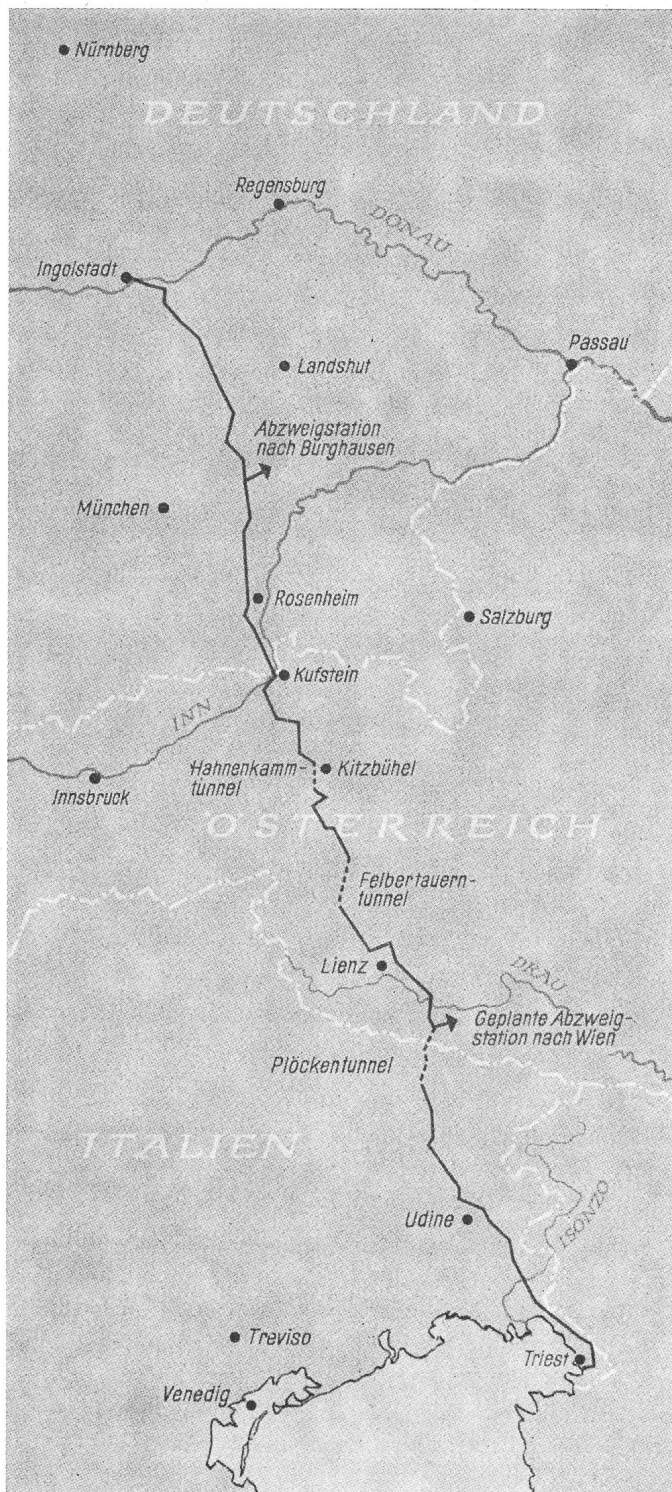 Nürnberg
DEUTSCHLAND
Regensburg
DONAU
Ingolstadt
Passau
Landshut
Abzweigstation
nach Burghausen
München
Rosenheim
Salzburg
Kufstein
INN
Hahnenkamm-
tunnel
Kitzbühel
Innsbruck
ÖSTERREICH
Felbertauern-
tunnel
Lienz
DRAU
Geplante Abzweig-
station nach Wien
Plöckentunnel
ITALIEN
Udine
ISONZO
Treviso
Triest
Venedig